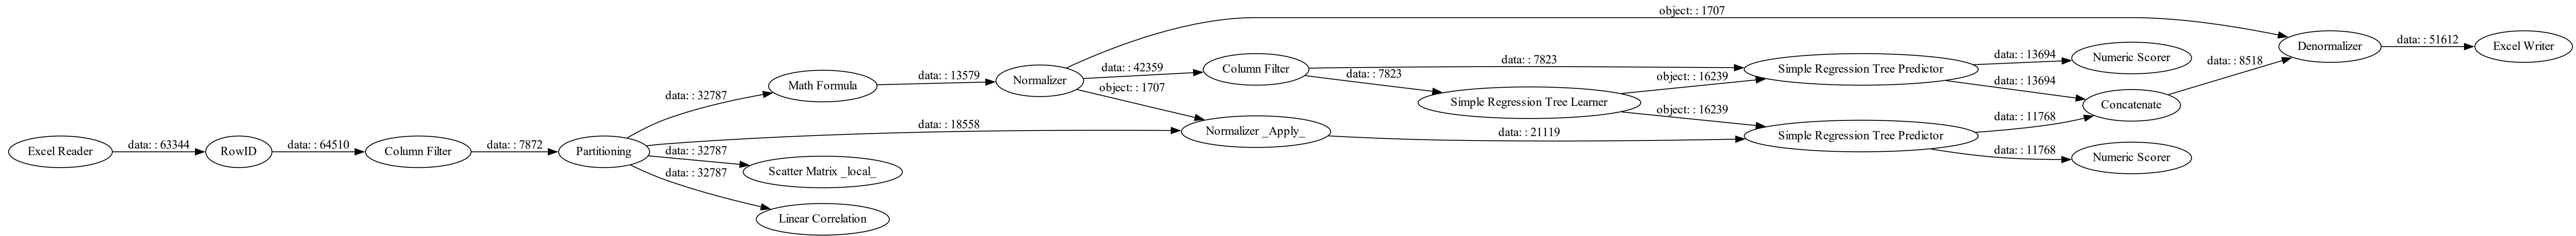 object: : 1707
Excel Reader
data: : 63344
RowID
data: : 64510
Column Filter
data: : 7872
Partitioning
data: : 32787
Math Formula
data: : 13579
Normalizer
data: : 42359
Column Filter
data: : 7823
Simple Regression Tree Predictor
data: : 13694
Numeric Scorer
data: : 7823
object: : 16239
data: : 13694
object: : 1707
Simple Regression Tree Learner
Concatenate
data: : 8518
Denormalizer
data: : 51612
Excel Writer
data: : 18558
Normalizer _Apply_
data: : 21119
object: : 16239
Simple Regression Tree Predictor
data: : 11768
data: : 11768
Numeric Scorer
data: : 32787
Scatter Matrix _local_
data: : 32787
Linear Correlation